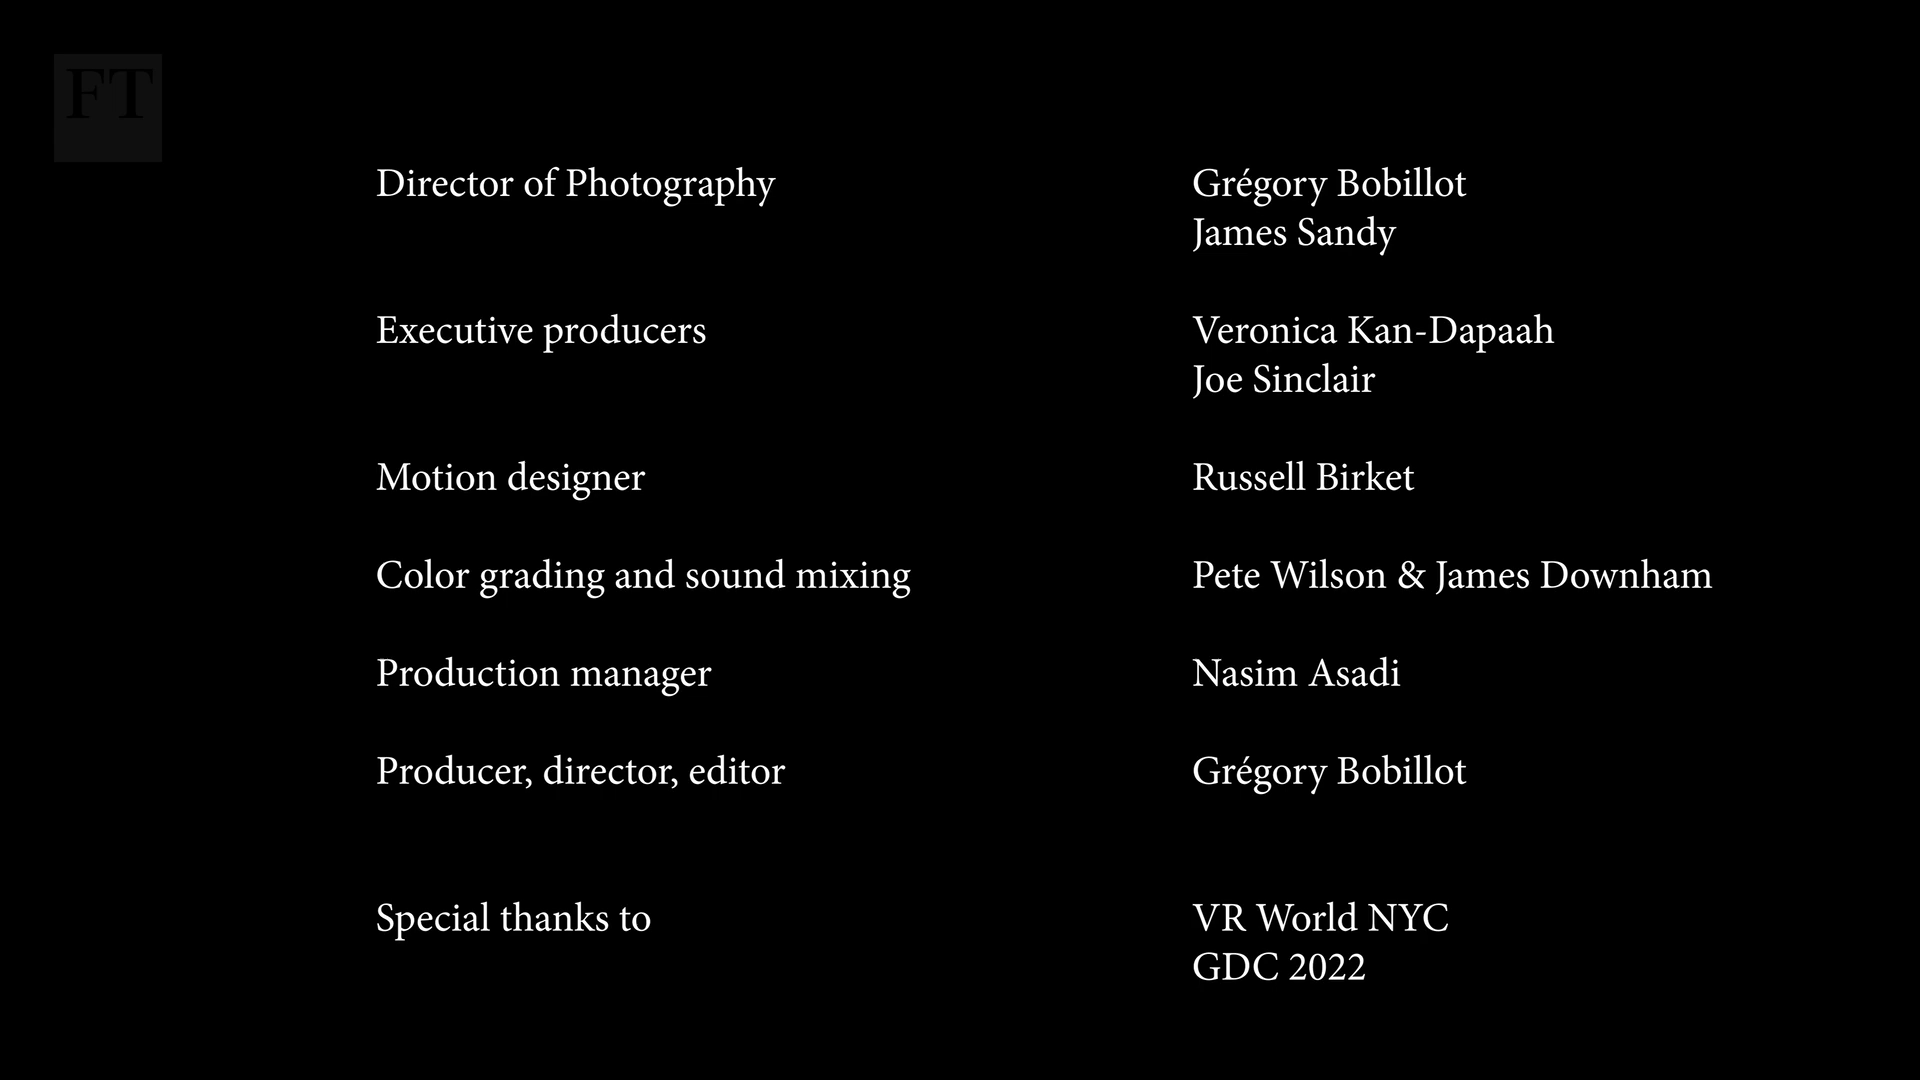 FT
Director of Photography Grégory Bobillot
James Sandy
Executive producers Veronica Kan-Dapaah
Joe Sinclair
Motion designer Russell Birket
Color grading and sound mixing Pete Wilson & James Downham
Production manager Nasim Asadi
Producer, director, editor Grégory Bobillot
Special thanks to VR World NYC
GDC 2022